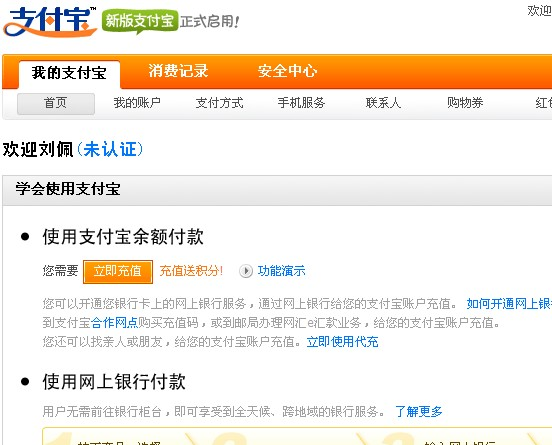 支付宝™ 新版支付宝 正式启用! 欢迎
我的支付宝 消费记录 安全中心
首页 我的账户 支付方式 手机服务 联系人 购物券 红
欢迎刘佩(未认证)
学会使用支付宝
• 使用支付宝余额付款
您需要 立即充值 充值送积分! 功能演示
您可以开通您银行卡上的网上银行服务，通过网上银行给您的支付宝账户充值。 如何开通网上银
到支付宝合作网点购买充值码，或到邮局办理网汇e汇款业务，给您的支付宝账户充值。
您还可以找亲人或朋友，给您的支付宝账户充值。立即使用代充
• 使用网上银行付款
用户无需前往银行柜台，即可享受到全天候、跨地域的银行服务。 了解更多